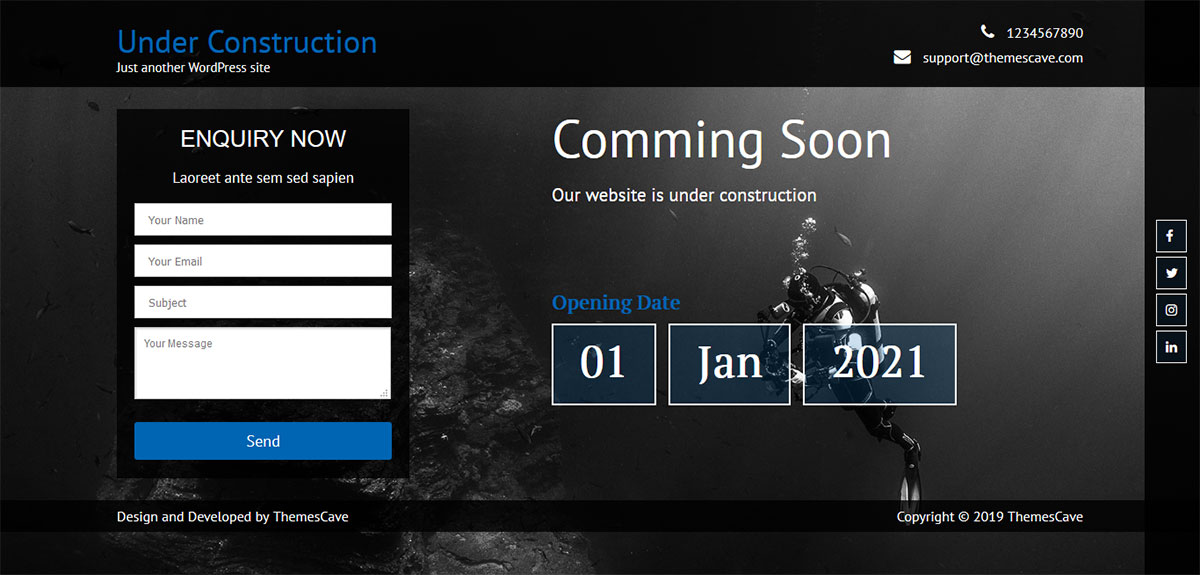 Under Construction
Just another WordPress site
1234567890
support@themescave.com
ENQUIRY NOW
Laoreet ante sem sed sapien
Your Name
Your Email
Subject
Your Message
Send
Comming Soon
Our website is under construction
Opening Date
01 Jan 2021
Design and Developed by ThemesCave
Copyright © 2019 ThemesCave